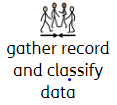 gather record
and classify
data